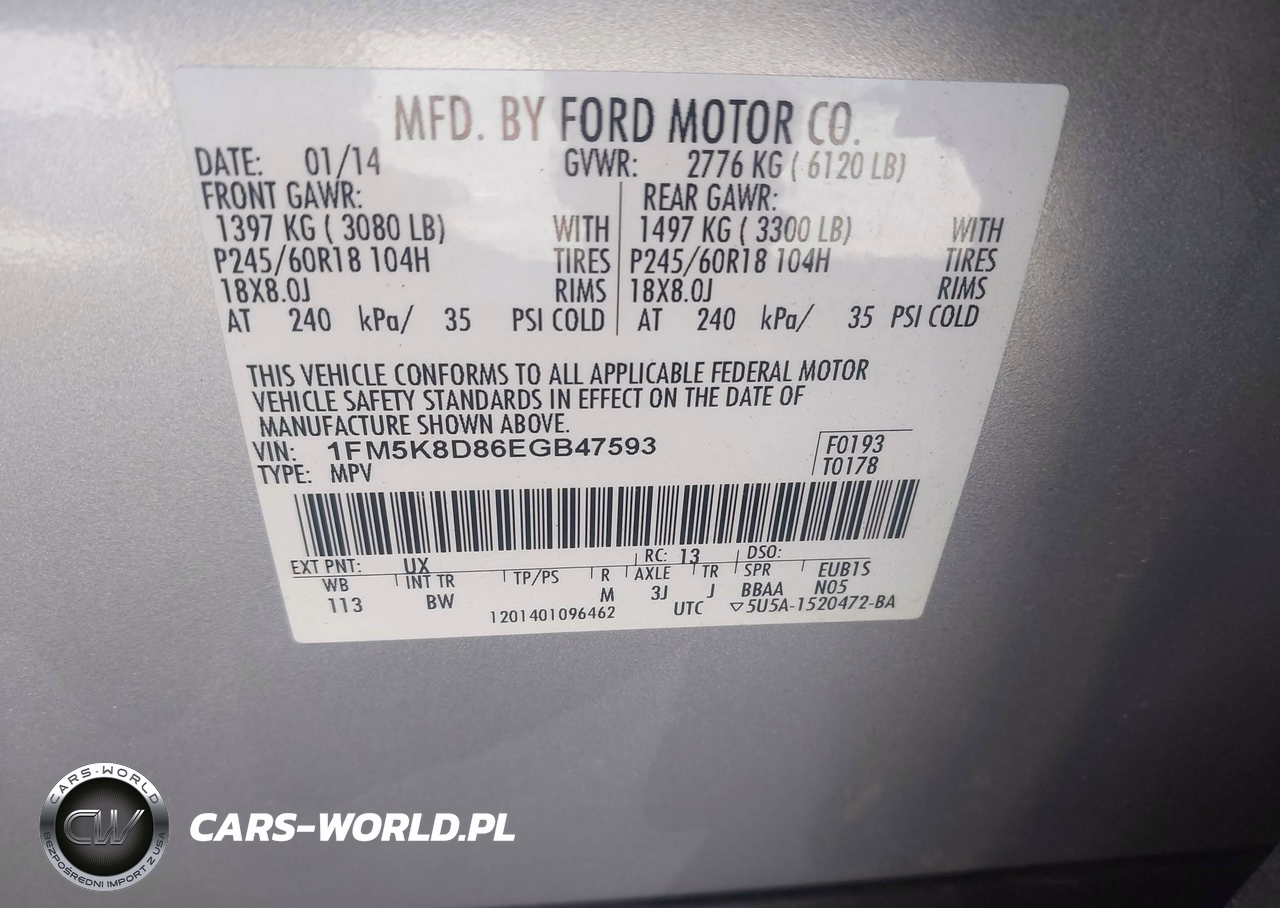 MFD. BY FORD MOTOR CO.
DATE: 01/14 GVWR: 2776 KG ( 6120 LB)
FRONT GAWR: REAR GAWR:
1397 KG ( 3080 LB) WITH 1497 KG ( 3300 LB) WITH
P245/60R18 104H TIRES P245/60R18 104H TIRES
18X8.0J RIMS 18X8.0J RIMS
AT 240 kPa/ 35 PSI COLD AT 240 kPa/ 35 PSI COLD
THIS VEHICLE CONFORMS TO ALL APPLICABLE FEDERAL MOTOR
VEHICLE SAFETY STANDARDS IN EFFECT ON THE DATE OF
MANUFACTURE SHOWN ABOVE.
VIN: 1FM5K8D86EGB47593 F0193
TYPE: MPV T0178
EXT PNT: UX RC: 13 DSO:
WB INT TR TP/PS R AXLE TR SPR EUB1S
113 BW M 3J J BBAA N05
1201401096462 UTC ▽5U5A-1520472-BA
CARS-WORLD
CW
BEZPOŚREDNI IMPORT Z USA
CARS-WORLD.PL